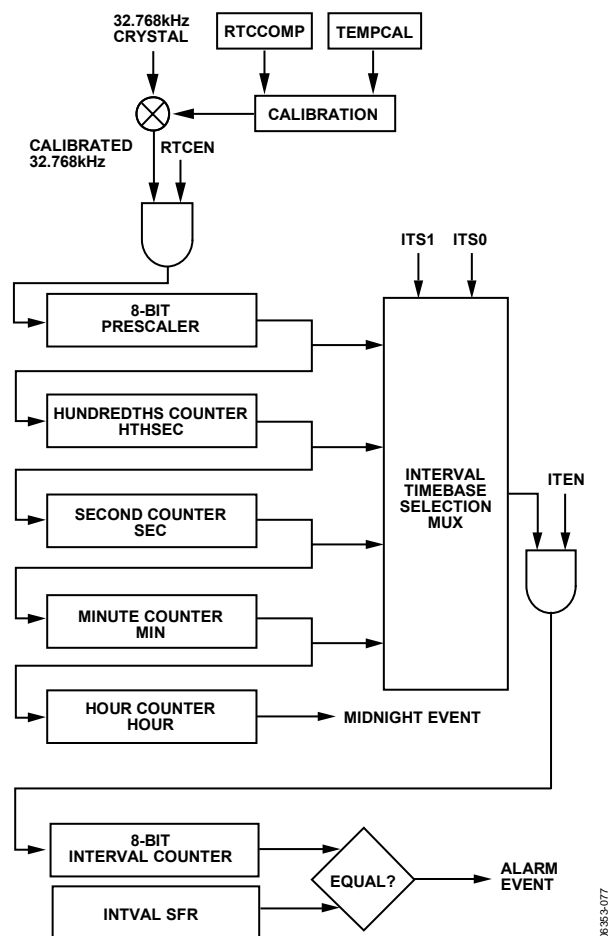 32.768kHz
CRYSTAL
RTCCOMP
TEMPCAL
CALIBRATION
CALIBRATED
32.768kHz
RTCEN
ITS1
ITS0
8-BIT
PRESCALER
HUNDREDTHS COUNTER
HTHSEC
INTERVAL
TIMEBASE
SELECTION
MUX
ITEN
SECOND COUNTER
SEC
MINUTE COUNTER
MIN
HOUR COUNTER
HOUR
MIDNIGHT EVENT
8-BIT
INTERVAL COUNTER
EQUAL?
ALARM
EVENT
INTVAL SFR
06353-077